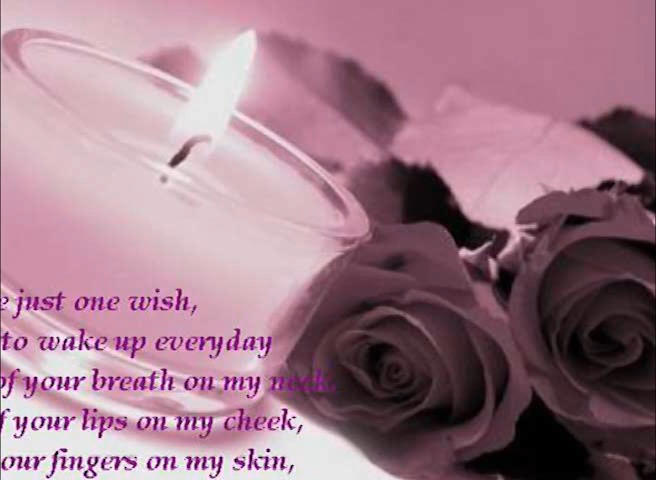 e just one wish,
to wake up everyday
of your breath on my neck.
f your lips on my cheek,
our fingers on my skin,